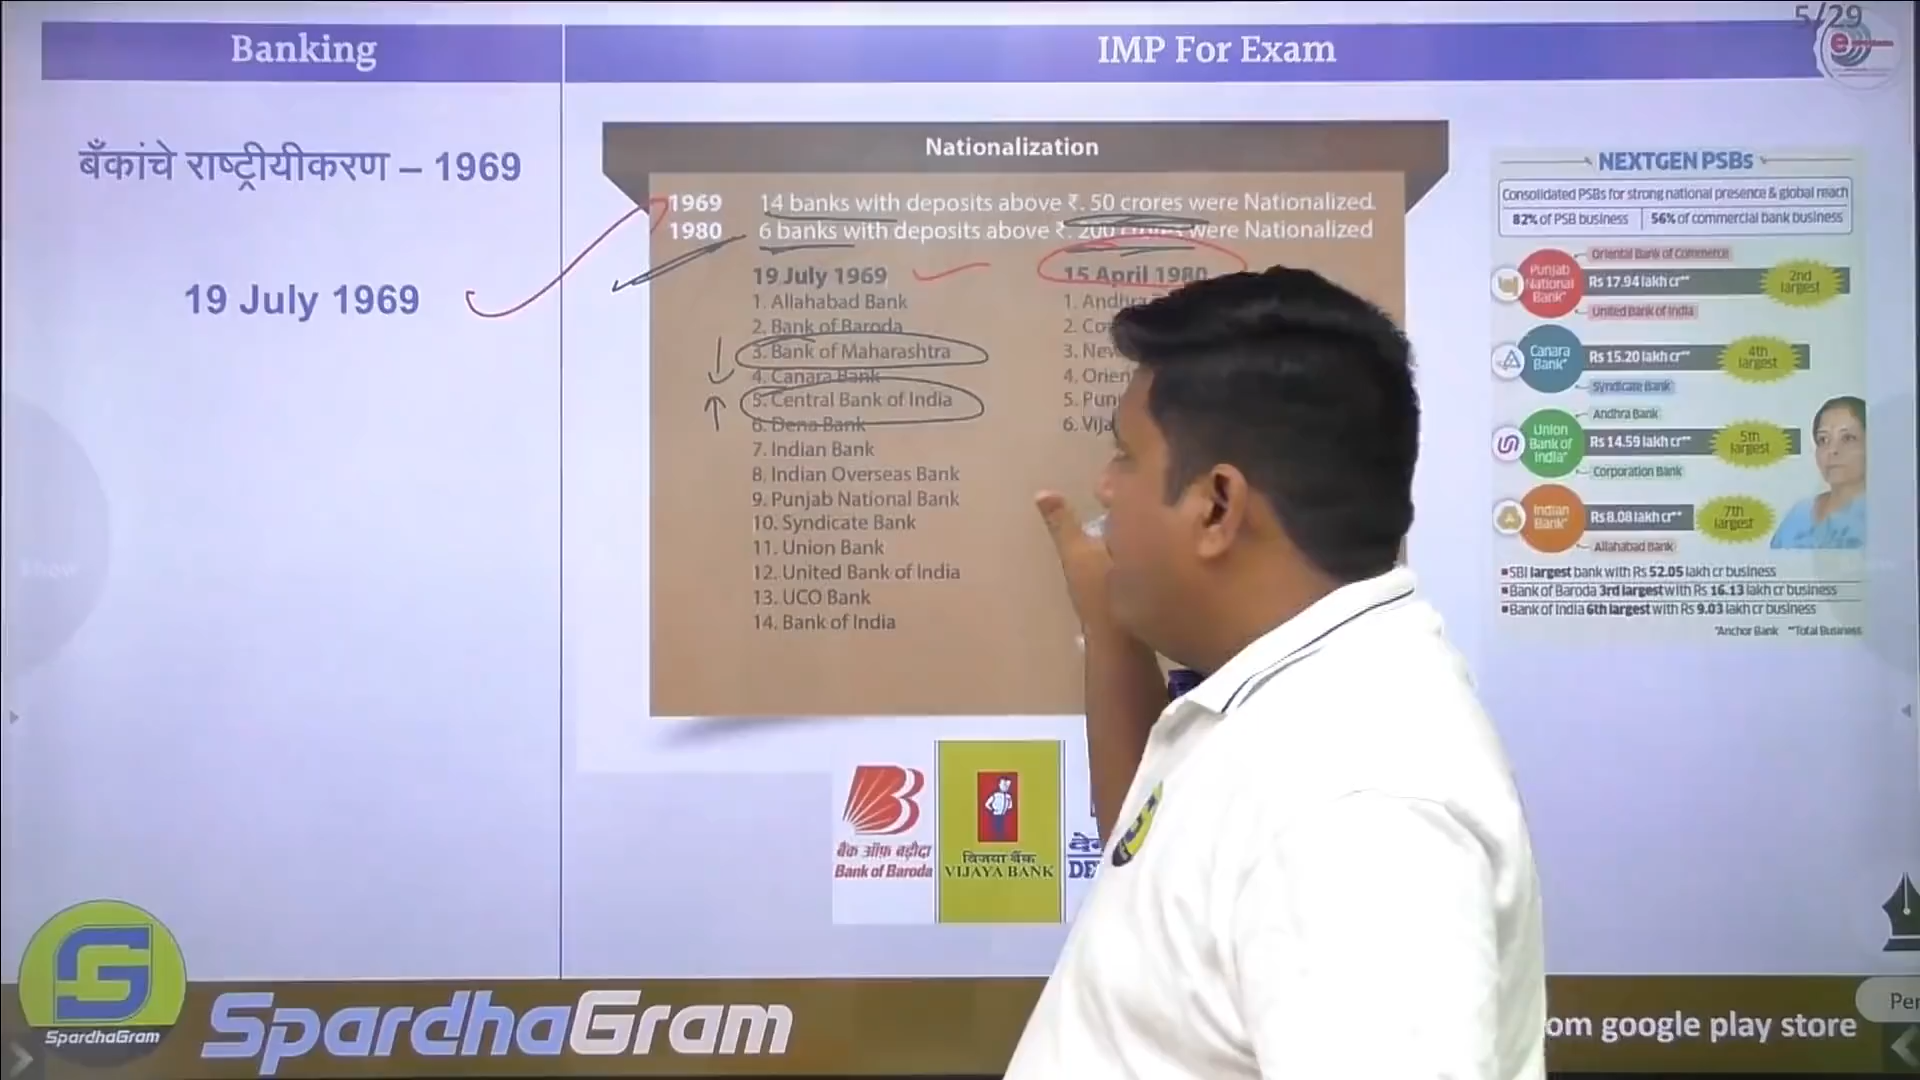 5/29
Banking
IMP For Exam
बँकांचे राष्ट्रीयीकरण – 1969
19 July 1969
Nationalization
1969 14 banks with deposits above ₹. 50 crores were Nationalized.
1980 6 banks with deposits above ₹. 200 crores were Nationalized
19 July 1969
1. Allahabad Bank
2. Bank of Baroda
3. Bank of Maharashtra
4. Canara Bank
5. Central Bank of India
6. Dena Bank
7. Indian Bank
8. Indian Overseas Bank
9. Punjab National Bank
10. Syndicate Bank
11. Union Bank
12. United Bank of India
13. UCO Bank
14. Bank of India
15 April 1980
1. Andhra
2.
3. New
4.
5.
6.
NEXTGEN PSBs
Consolidated PSBs for strong national presence & global reach
82% of PSB business 56% of commercial bank business
Oriental Bank of Commerce
Punjab National Bank*
Rs 17.94 lakh cr**
2nd largest
United Bank of India
Canara Bank*
Rs 15.20 lakh cr**
4th largest
Syndicate Bank
Andhra Bank
Union Bank of India*
Rs 14.59 lakh cr**
5th largest
Corporation Bank
Indian Bank*
Rs 8.08 lakh cr**
7th largest
Allahabad Bank
SBI largest bank with Rs 52.05 lakh cr business
Bank of Baroda 3rd largest with Rs 16.13 lakh cr business
Bank of India 6th largest with Rs 9.03 lakh cr business
*Anchor Bank **Total Business
बैंक ऑफ़ बड़ौदा
Bank of Baroda
विजया बैंक
VIJAYA BANK
SpardhaGram
SpardhaGram
google play store